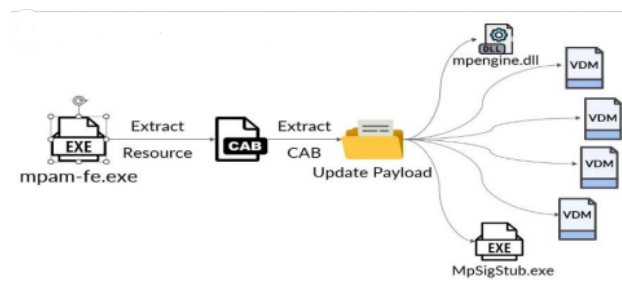 DLL
mpengine.dll
VDM
VDM
Extract
Extract
EXE
CAB
Resource
CAB
VDM
mpam-fe.exe
Update Payload
VDM
EXE
MpSigStub.exe